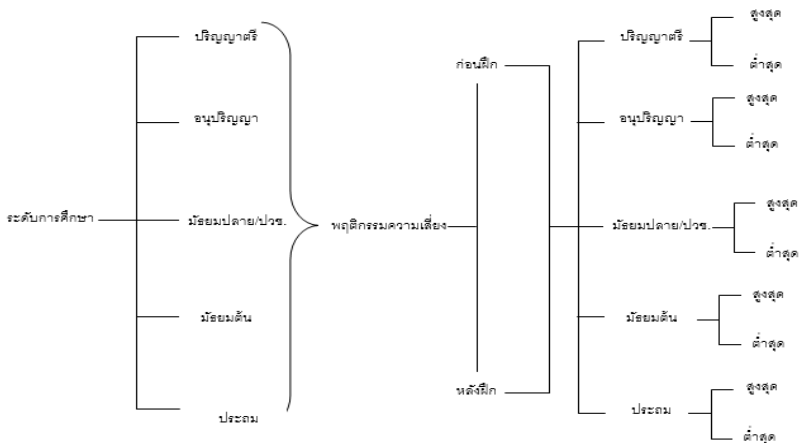 ระดับการศึกษา
ปริญญาตรี
อนุปริญญา
มัธยมปลาย/ปวช.
มัธยมต้น
ประถม
พฤติกรรมความเสี่ยง
ก่อนฝึก
หลังฝึก
ปริญญาตรี
สูงสุด
ต่ำสุด
อนุปริญญา
สูงสุด
ต่ำสุด
มัธยมปลาย/ปวช.
สูงสุด
ต่ำสุด
มัธยมต้น
สูงสุด
ต่ำสุด
ประถม
สูงสุด
ต่ำสุด